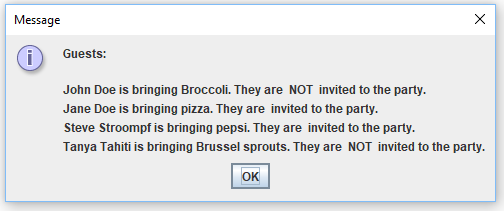 Message
Guests:
John Doe is bringing Broccoli. They are  NOT  invited to the party.
Jane Doe is bringing pizza. They are  invited to the party.
Steve Stroompf is bringing pepsi. They are  invited to the party.
Tanya Tahiti is bringing Brussel sprouts. They are  NOT  invited to the party.
OK